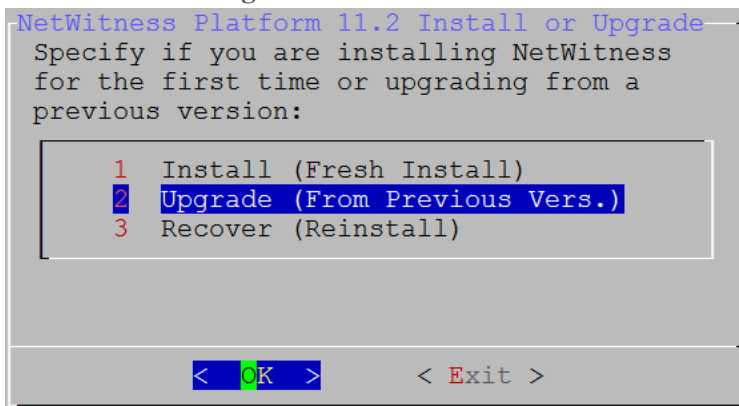 NetWitness Platform 11.2 Install or Upgrade
Specify if you are installing NetWitness
for the first time or upgrading from a
previous version:
1 Install (Fresh Install)
2 Upgrade (From Previous Vers.)
3 Recover (Reinstall)
< OK > < Exit >